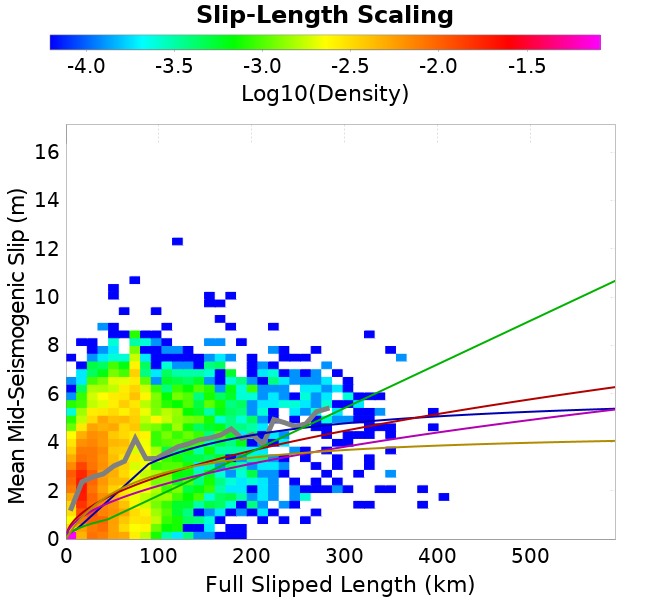 Slip-Length Scaling
-4.0 -3.5 -3.0 -2.5 -2.0 -1.5
Log10(Density)
Mean Mid-Seismogenic Slip (m)
16
14
12
10
8
6
4
2
0
0 100 200 300 400 500
Full Slipped Length (km)